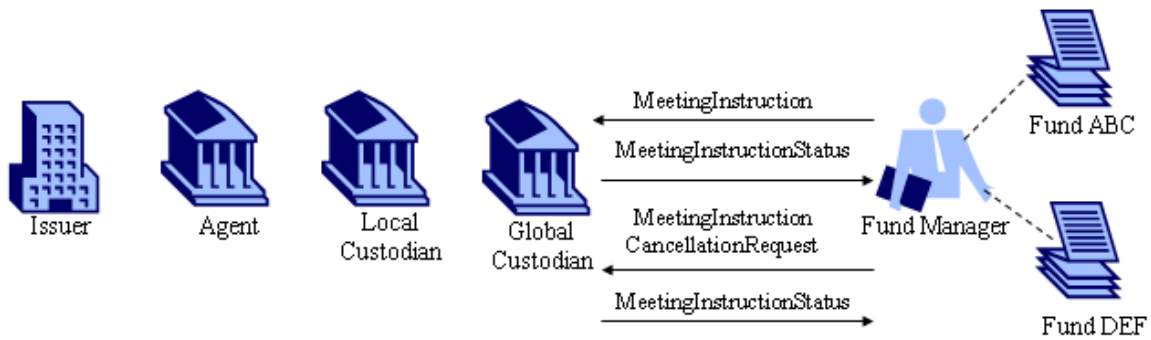 MeetingInstruction
Fund ABC
MeetingInstructionStatus
Issuer
Agent
Local
Custodian
Global
Custodian
MeetingInstruction
CancellationRequest
Fund Manager
MeetingInstructionStatus
Fund DEF